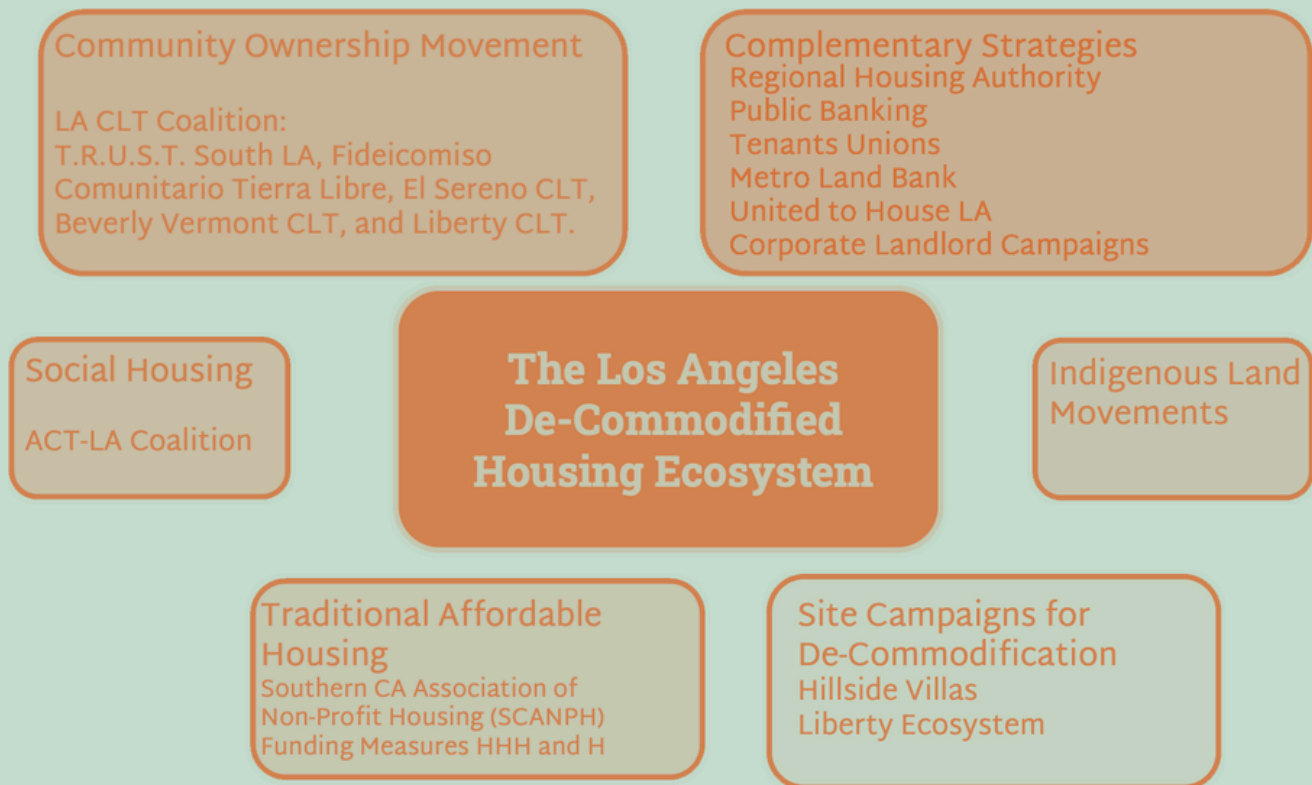 Community Ownership Movement
LA CLT Coalition:
T.R.U.S.T. South LA, Fideicomiso
Comunitario Tierra Libre, El Sereno CLT,
Beverly Vermont CLT, and Liberty CLT.
Complementary Strategies
Regional Housing Authority
Public Banking
Tenants Unions
Metro Land Bank
United to House LA
Corporate Landlord Campaigns
Social Housing
ACT-LA Coalition
The Los Angeles
De-Commodified
Housing Ecosystem
Indigenous Land
Movements
Traditional Affordable
Housing
Southern CA Association of
Non-Profit Housing (SCANPH)
Funding Measures HHH and H
Site Campaigns for
De-Commodification
Hillside Villas
Liberty Ecosystem